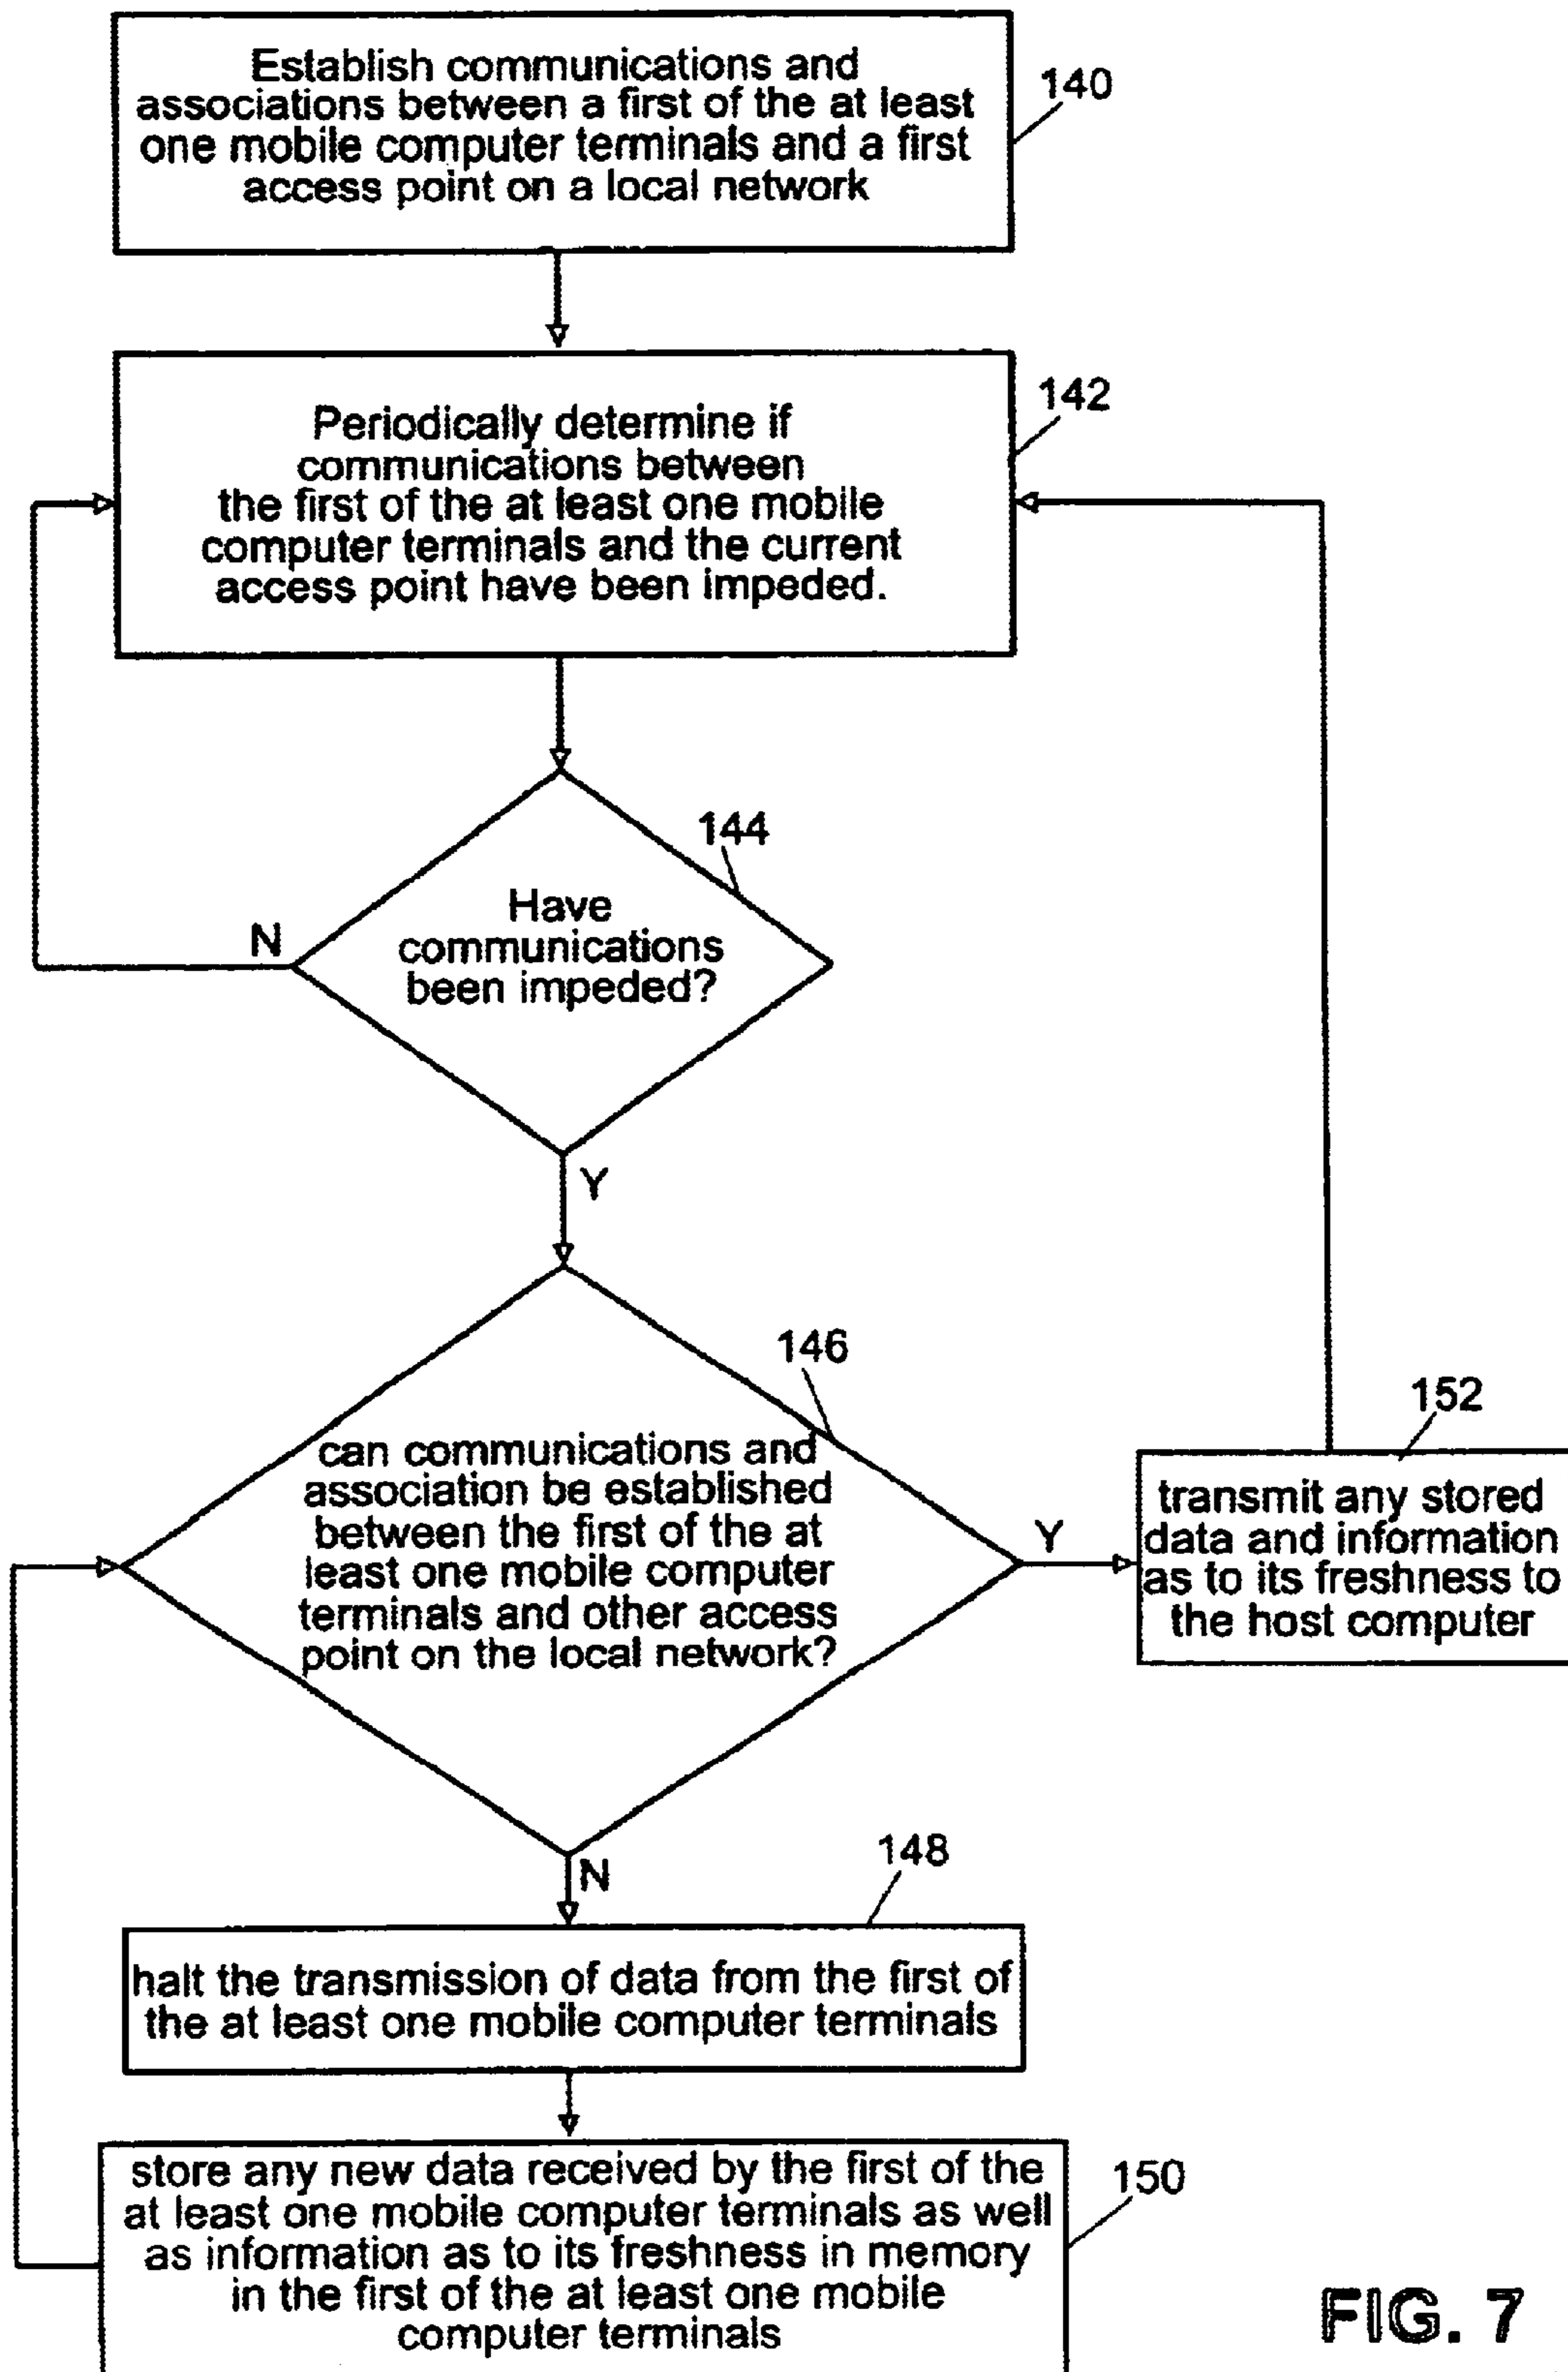 Establish communications and
associations between a first of the at least
one mobile computer terminals and a first
access point on a local network
140
Periodically determine if
communications between
the first of the at least one mobile
computer terminals and the current
access point have been impeded.
142
144
Have
communications
been impeded?
N
Y
146
can communications and
association be established
between the first of the at
least one mobile computer
terminals and other access
point on the local network?
Y
152
transmit any stored
data and information
as to its freshness to
the host computer
N
148
halt the transmission of data from the first of
the at least one mobile computer terminals
store any new data received by the first of the
at least one mobile computer terminals as well
as information as to its freshness in memory
in the first of the at least one mobile
computer terminals
150
FIG. 7